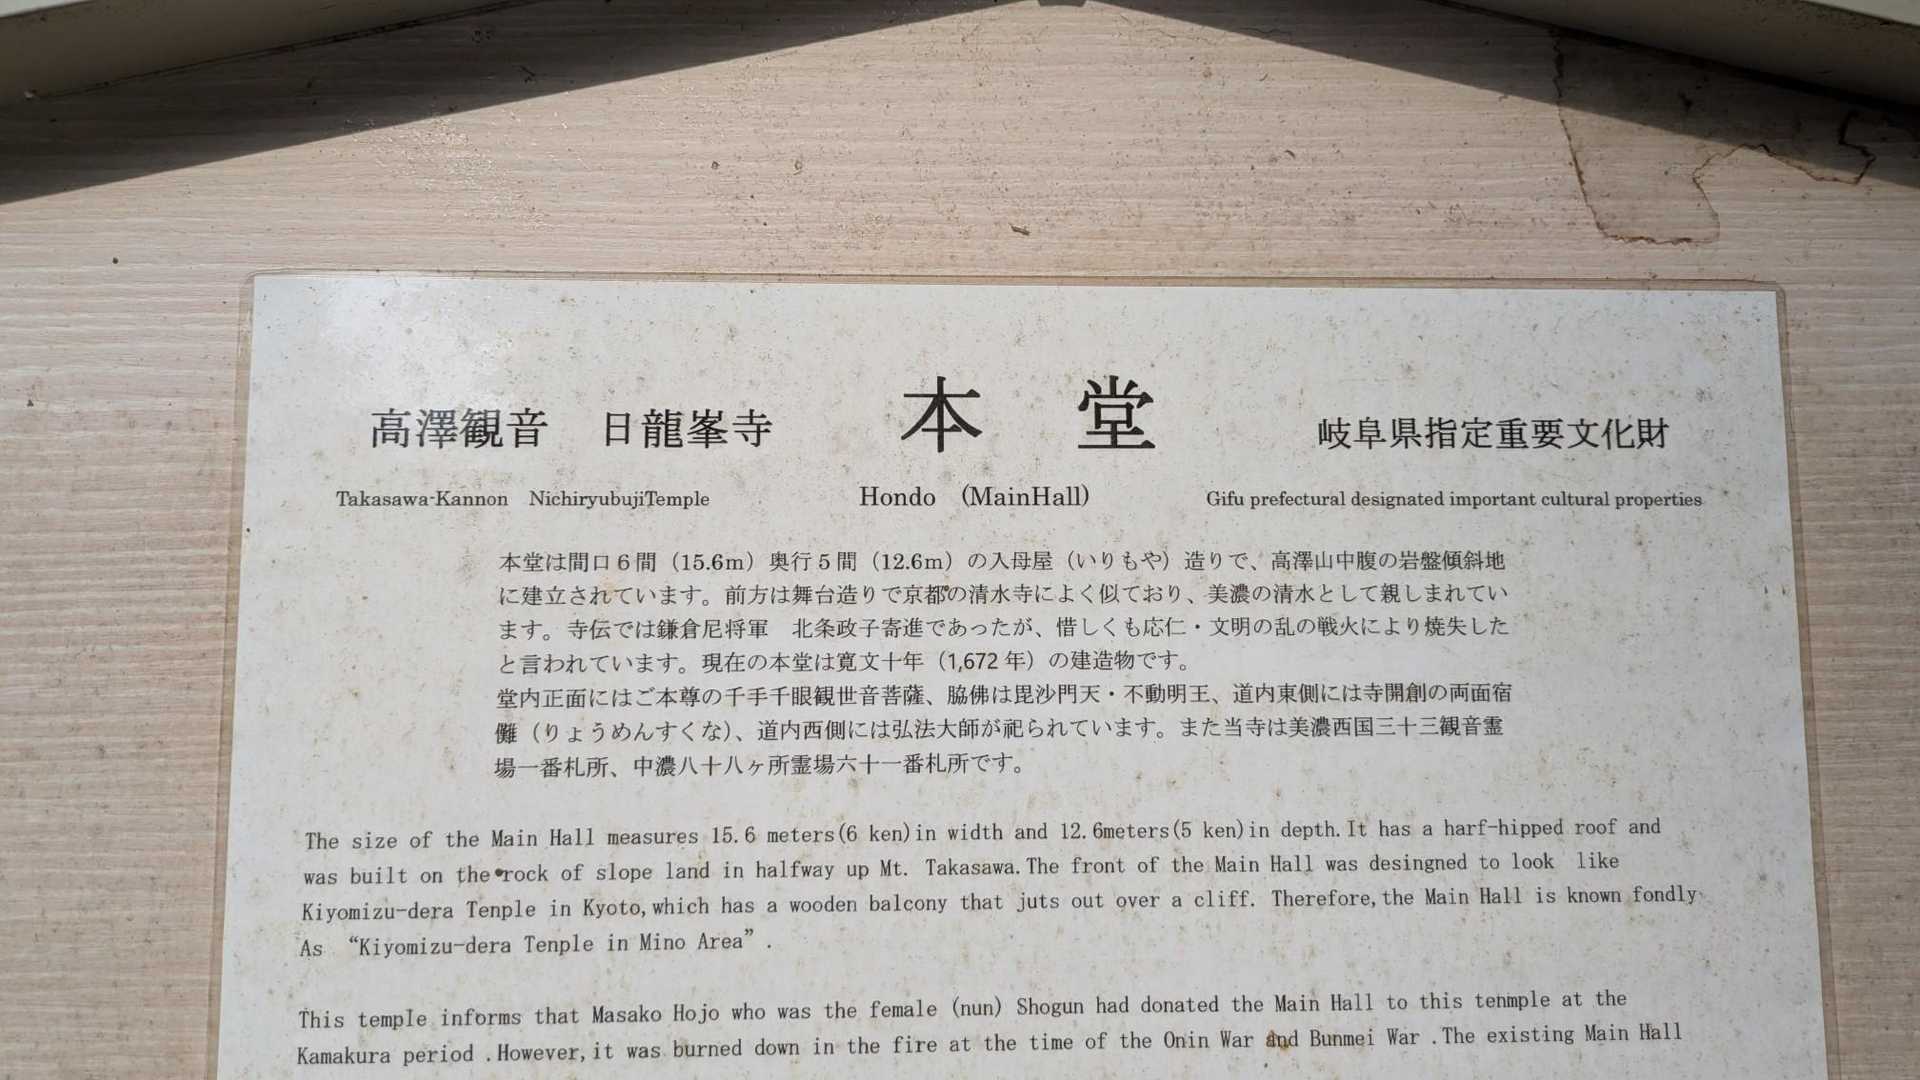 高澤観音　日龍峯寺　本　堂　岐阜県指定重要文化財
Takasawa-Kannon　NichiryubujiTemple　Hondo　(MainHall)　Gifu prefectural designated important cultural properties
本堂は間口６間（15.6m）奥行５間（12.6m）の入母屋（いりもや）造りで、高澤山中腹の岩盤傾斜地
に建立されています。前方は舞台造りで京都の清水寺によく似ており、美濃の清水として親しまれてい
ます。寺伝では鎌倉尼将軍　北条政子寄進であったが、惜しくも応仁・文明の乱の戦火により焼失した
と言われています。現在の本堂は寛文十年（1,672 年）の建造物です。
堂内正面にはご本尊の千手千眼観世音菩薩、脇佛は毘沙門天・不動明王、道内東側には寺開創の両面宿
儺（りょうめんすくな）、道内西側には弘法大師が祀られています。また当寺は美濃西国三十三観音霊
場一番札所、中濃八十八ヶ所霊場六十一番札所です。
The size of the Main Hall measures 15.6 meters(6 ken)in width and 12.6meters(5 ken)in depth.It has a harf-hipped roof and
was built on the rock of slope land in halfway up Mt. Takasawa.The front of the Main Hall was desingned to look  like
Kiyomizu-dera Tenple in Kyoto,which has a wooden balcony that juts out over a cliff. Therefore,the Main Hall is known fondly
As “Kiyomizu-dera Tenple in Mino Area”.
This temple informs that Masako Hojo who was the female (nun) Shogun had donated the Main Hall to this tenmple at the
Kamakura period .However,it was burned down in the fire at the time of the Onin War and Bunmei War .The existing Main Hall